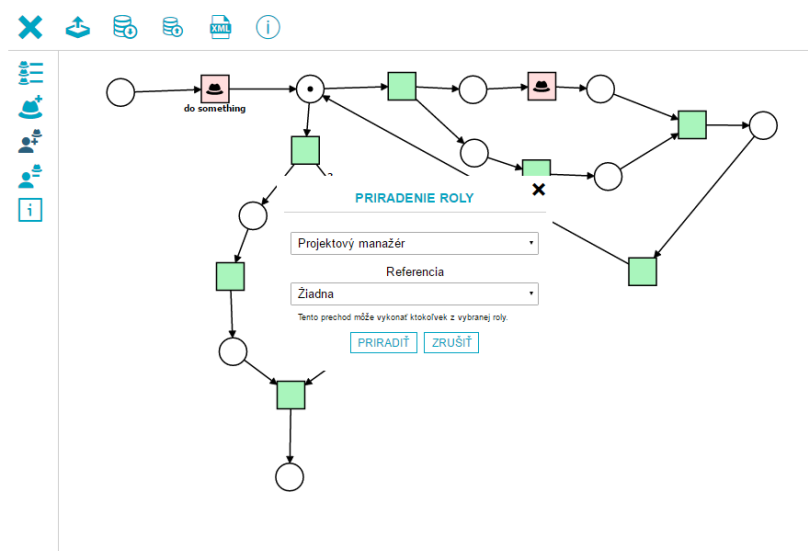 XML
do something
PRIRADENIE ROLY
Projektový manažér
Referencia
Žiadna
Tento prechod môže vykonať ktokoľvek z vybranej roly.
PRIRADIŤ
ZRUŠIŤ